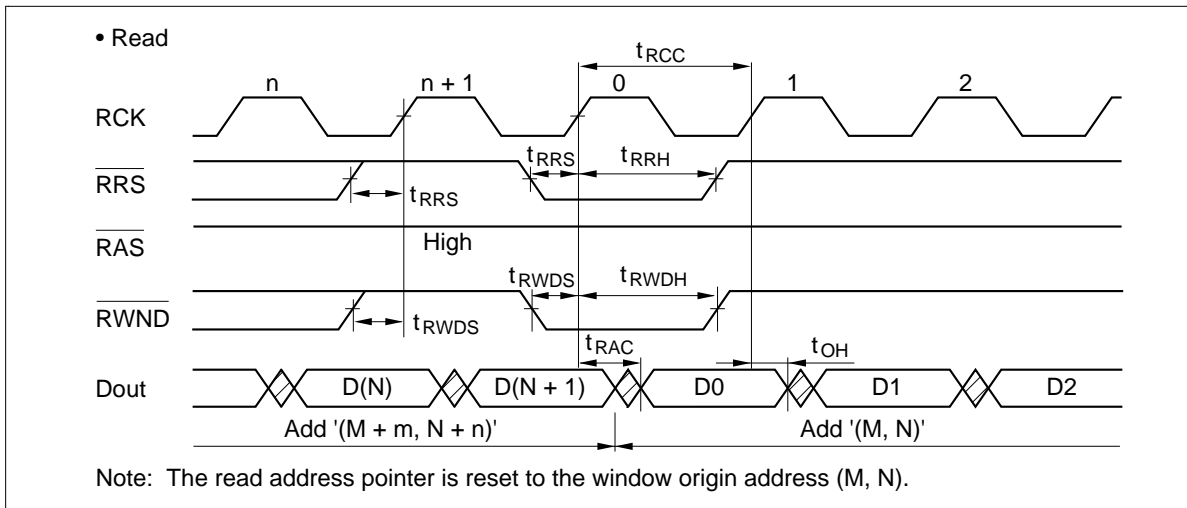 • Read
tRCC
n n + 1 0 1 2
RCK
tRRS tRRH
RRS
tRRS
RAS High
tRWDS tRWDH
RWND
tRWDS
tRAC tOH
Dout D(N) D(N + 1) D0 D1 D2
Add '(M + m, N + n)' Add '(M, N)'
Note: The read address pointer is reset to the window origin address (M, N).